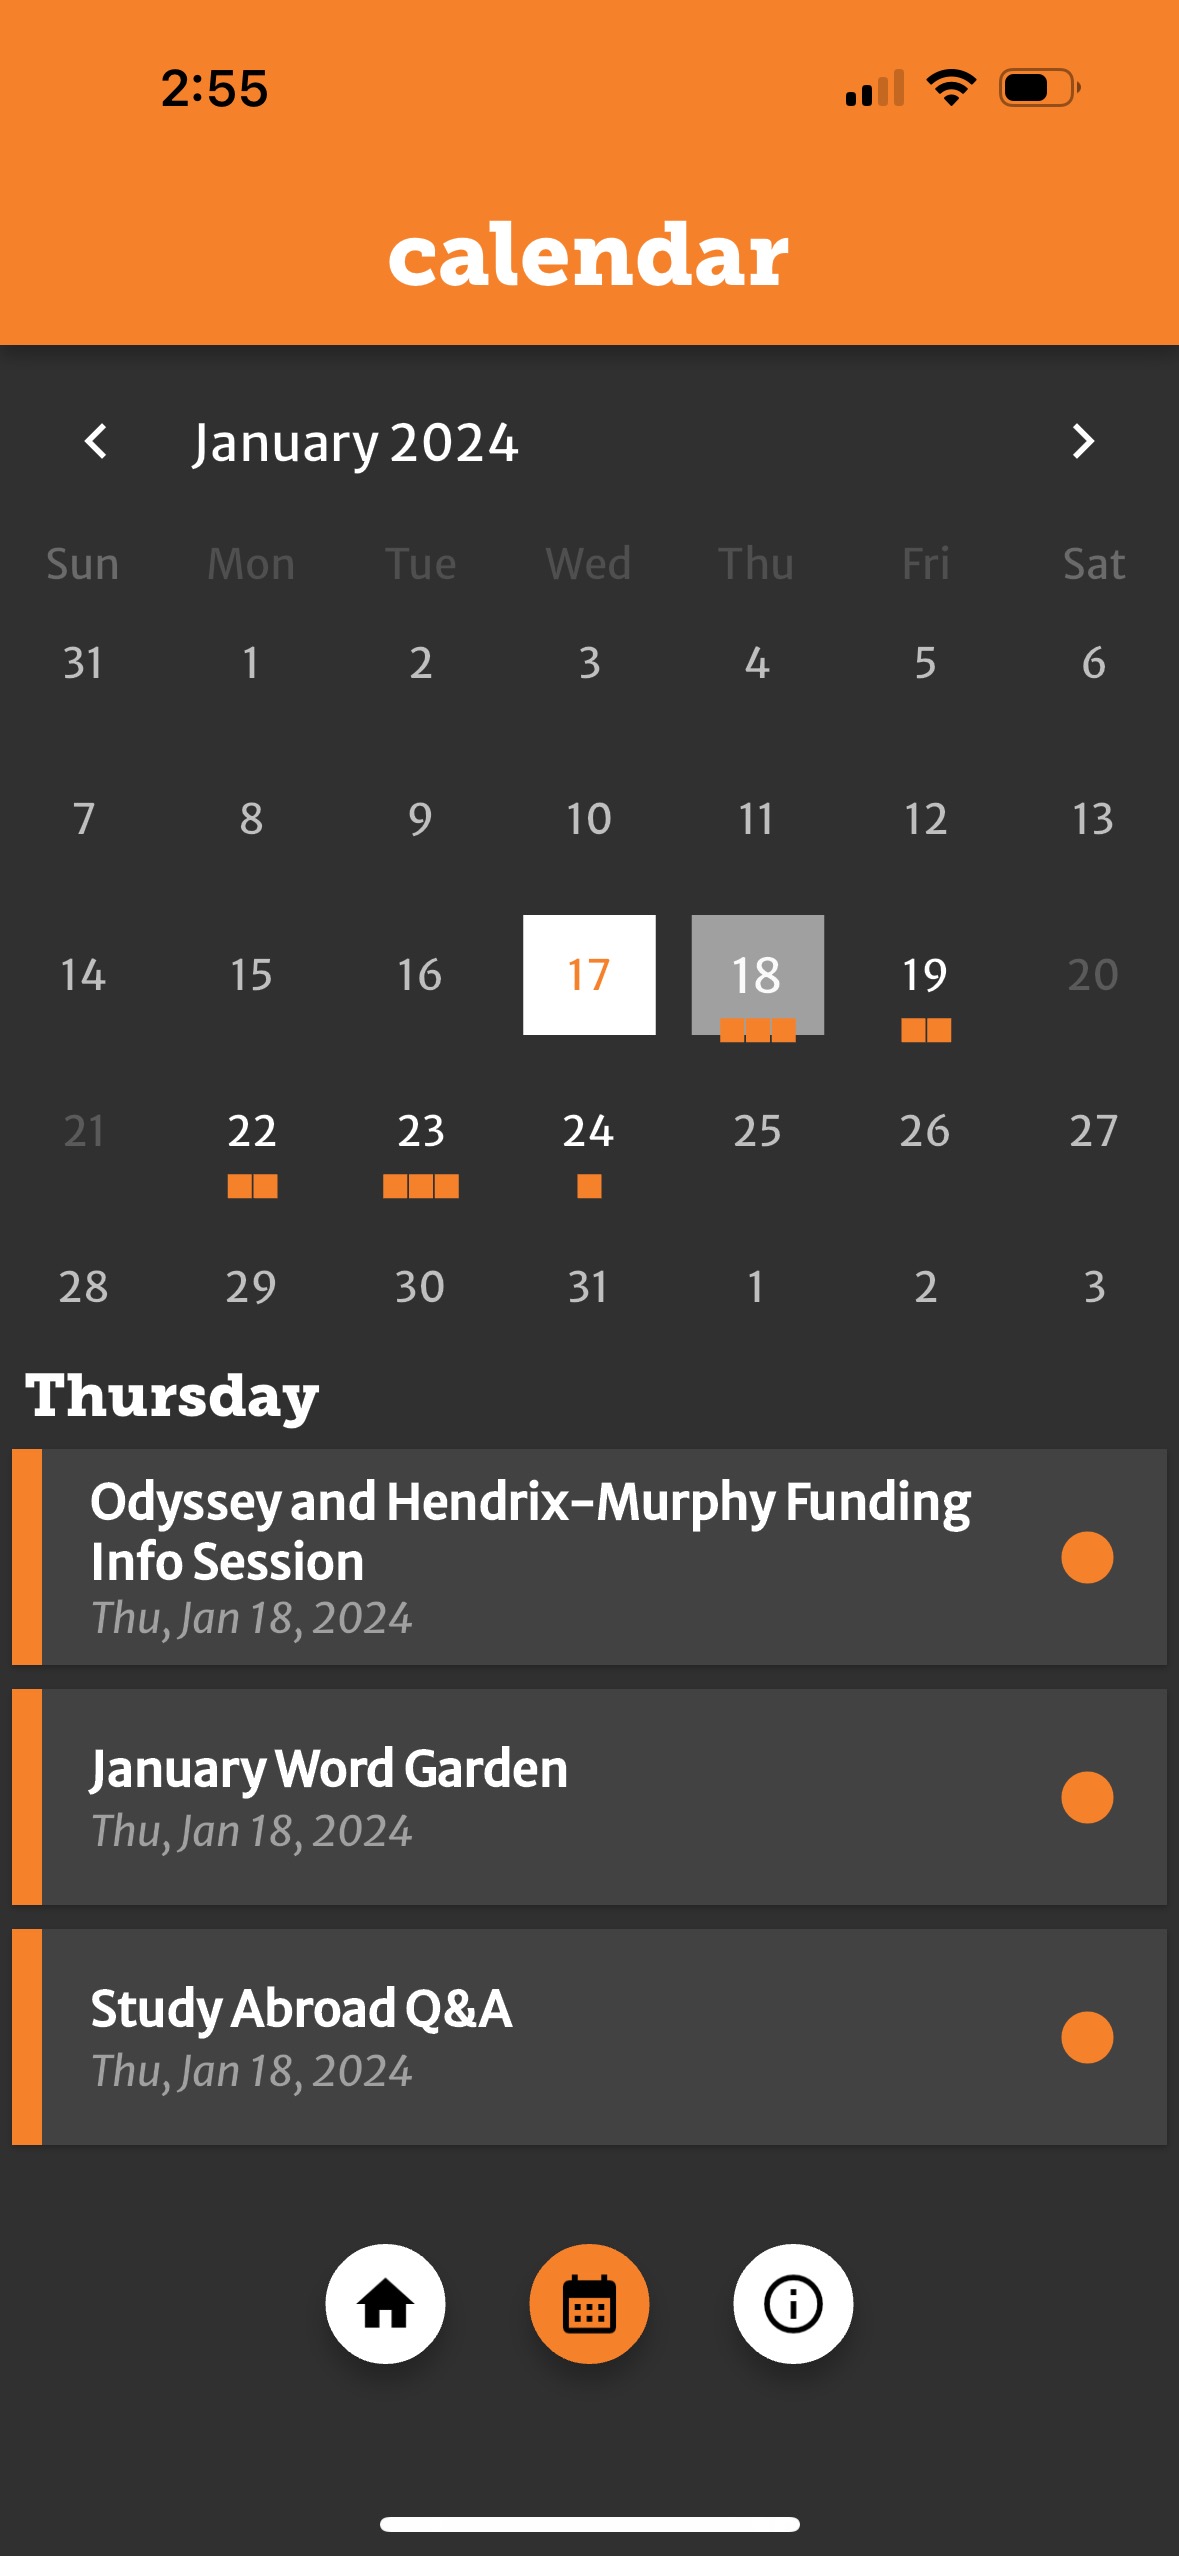 2:55
calendar
January 2024
Sun Mon Tue Wed Thu Fri Sat
31 1 2 3 4 5 6
7 8 9 10 11 12 13
14 15 16 17 18 19 20
21 22 23 24 25 26 27
28 29 30 31 1 2 3
Thursday
Odyssey and Hendrix-Murphy Funding
Info Session
Thu, Jan 18, 2024
January Word Garden
Thu, Jan 18, 2024
Study Abroad Q&A
Thu, Jan 18, 2024